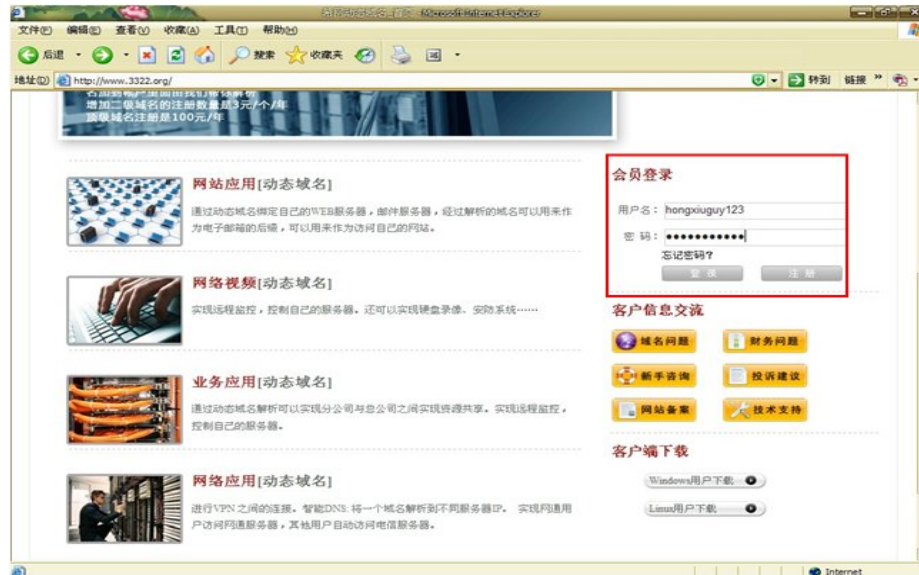 Microsoft Internet Explorer
文件(F) 编辑(E) 查看(V) 收藏(A) 工具(T) 帮助(H)
后退 搜索 收藏夹
地址(D) http://www.3322.org/ 转到 链接 »
增加二级域名的注册数量是3元/个/年
顶级域名注册是100元/年
网站应用[动态域名]
通过动态域名绑定自己的WEB服务器，邮件服务器，经过解析的域名可以用来作
为电子邮箱的后缀，可以用来作为访问自己的网站。
网络视频[动态域名]
实现远程监控，控制自己的服务器。还可以实现硬盘录像、安防系统……
业务应用[动态域名]
通过动态域名解析可以实现分公司与总公司之间实现资源共享。实现远程监控，
控制自己的服务器。
网络应用[动态域名]
进行VPN 之间的连接。智能DNS: 将一个域名解析到不同服务器IP。 实现网通用
户访问网通服务器，其他用户自动访问电信服务器。
会员登录
用户名： hongxiuguy123
密 码： ●●●●●●●●●●●
忘记密码?
登 录 注 册
客户信息交流
域名问题 财务问题
新手咨询 投诉建议
网站备案 技术支持
客户端下载
Windows用户下载
Linux用户下载
Internet